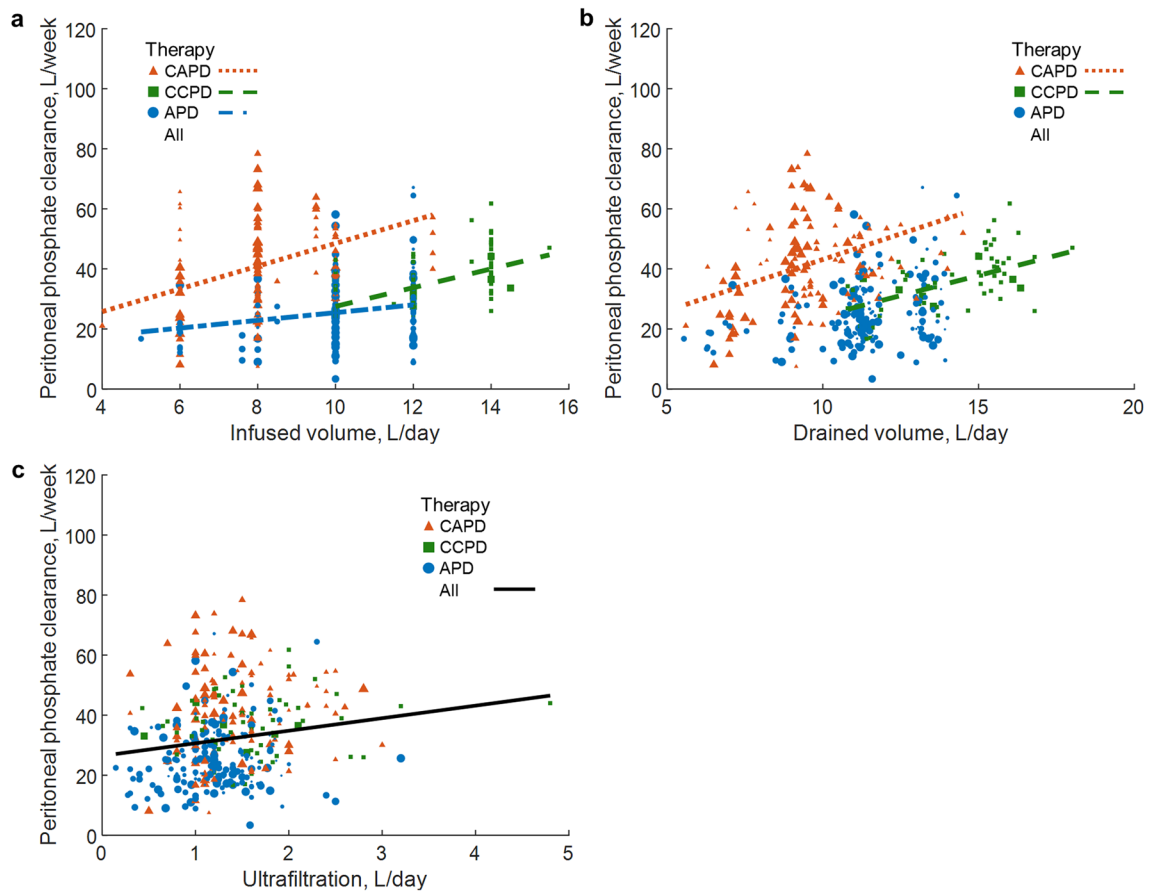 a
Peritoneal phosphate clearance, L/week
120
100
80
60
40
20
0
Therapy
CAPD
CCPD
APD
All
4
6
8
10
12
14
16
Infused volume, L/day
b
Peritoneal phosphate clearance, L/week
120
100
80
60
40
20
0
Therapy
CAPD
CCPD
APD
All
5
10
15
20
Drained volume, L/day
c
Peritoneal phosphate clearance, L/week
120
100
80
60
40
20
0
Therapy
CAPD
CCPD
APD
All
0
1
2
3
4
5
Ultrafiltration, L/day